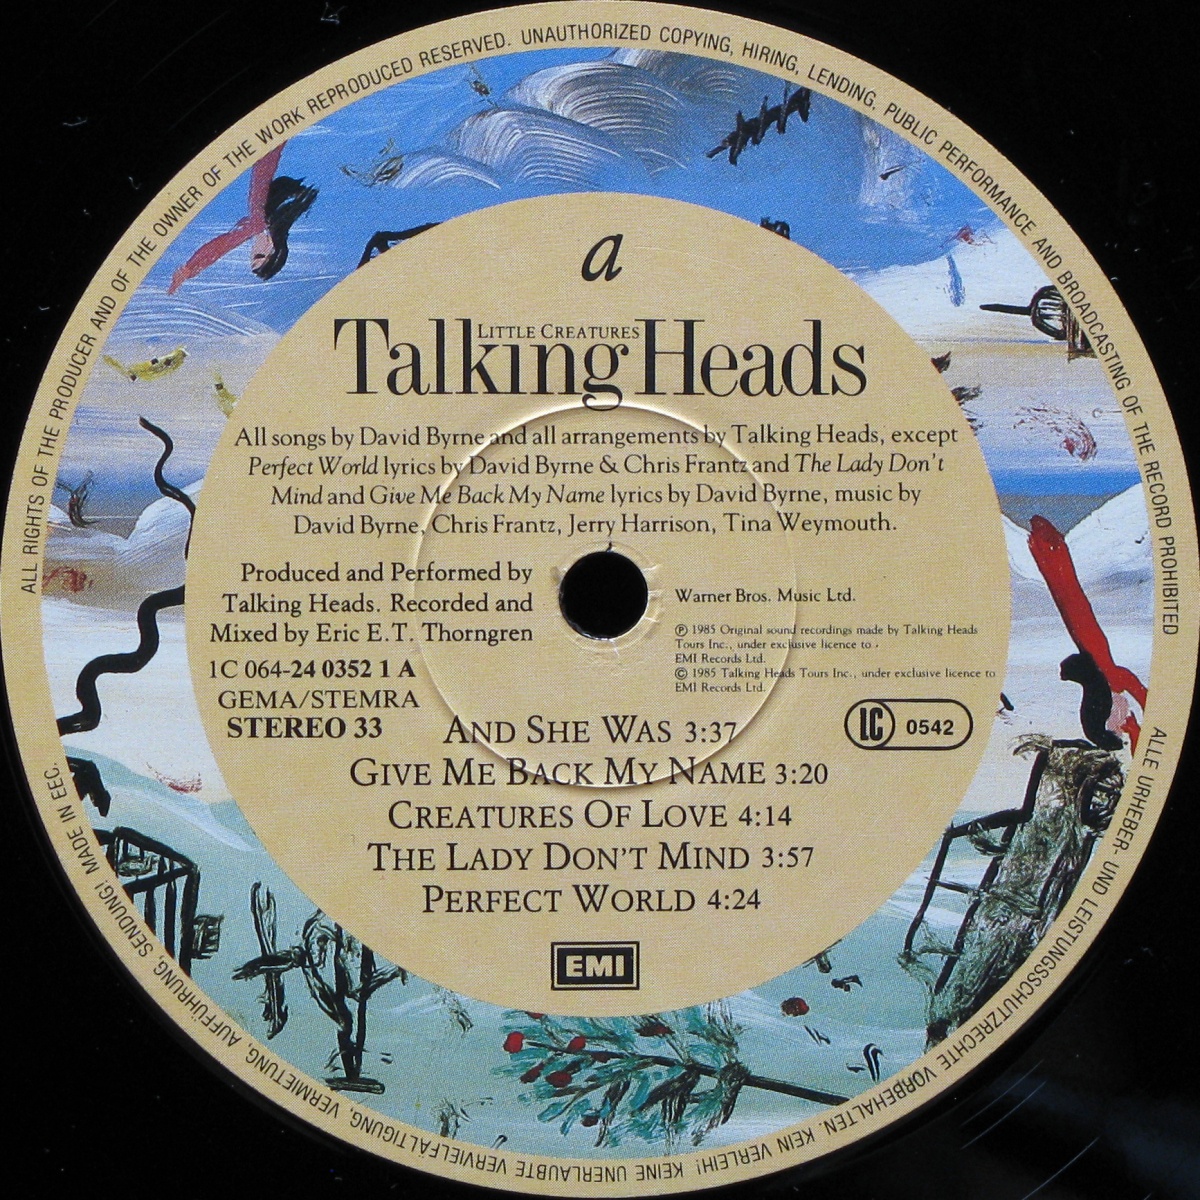 ALL RIGHTS OF THE PRODUCER AND OF THE OWNER OF THE WORK REPRODUCED RESERVED. UNAUTHORIZED COPYING, HIRING, LENDING, PUBLIC PERFORMANCE AND BROADCASTING OF THE RECORD PROHIBITED
a
LITTLE CREATURES
Talking Heads
All songs by David Byrne and all arrangements by Talking Heads, except
Perfect World lyrics by David Byrne & Chris Frantz and The Lady Don't
Mind and Give Me Back My Name lyrics by David Byrne, music by
David Byrne, Chris Frantz, Jerry Harrison, Tina Weymouth.
Produced and Performed by
Talking Heads. Recorded and
Mixed by Eric E.T. Thorngren
1C 064-24 0352 1 A
GEMA/STEMRA
STEREO 33
Warner Bros. Music Ltd.
Ⓟ 1985 Original sound recordings made by Talking Heads
Tours Inc., under exclusive licence to
EMI Records Ltd.
© 1985 Talking Heads Tours Inc., under exclusive licence to
EMI Records Ltd.
LC 0542
AND SHE WAS 3:37
GIVE ME BACK MY NAME 3:20
CREATURES OF LOVE 4:14
THE LADY DON'T MIND 3:57
PERFECT WORLD 4:24
EMI
ALLE URHEBER- UND LEISTUNGSSCHUTZRECHTE VORBEHALTEN. KEIN VERLEIH! KEINE UNERLAUBTE VERVIELFÄLTIGUNG, VERMIETUNG, AUFFÜHRUNG, SENDUNG! MADE IN EEC.